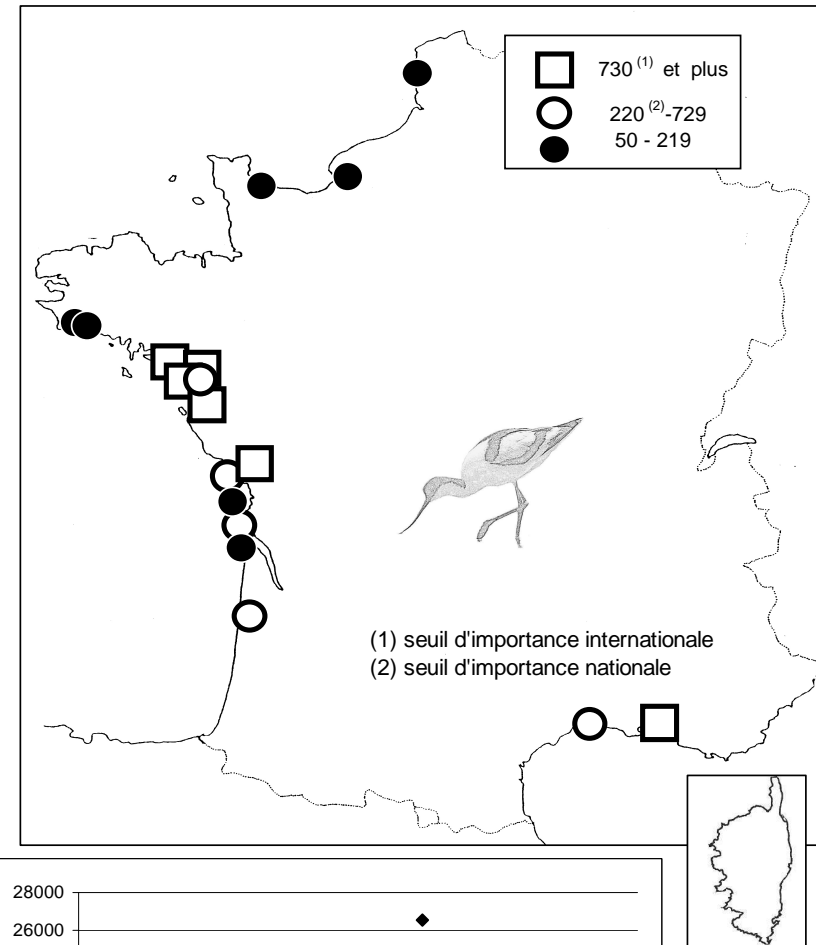 730 (1) et plus
220 (2)-729
50 - 219
(1) seuil d'importance internationale
(2) seuil d'importance nationale
28000
26000